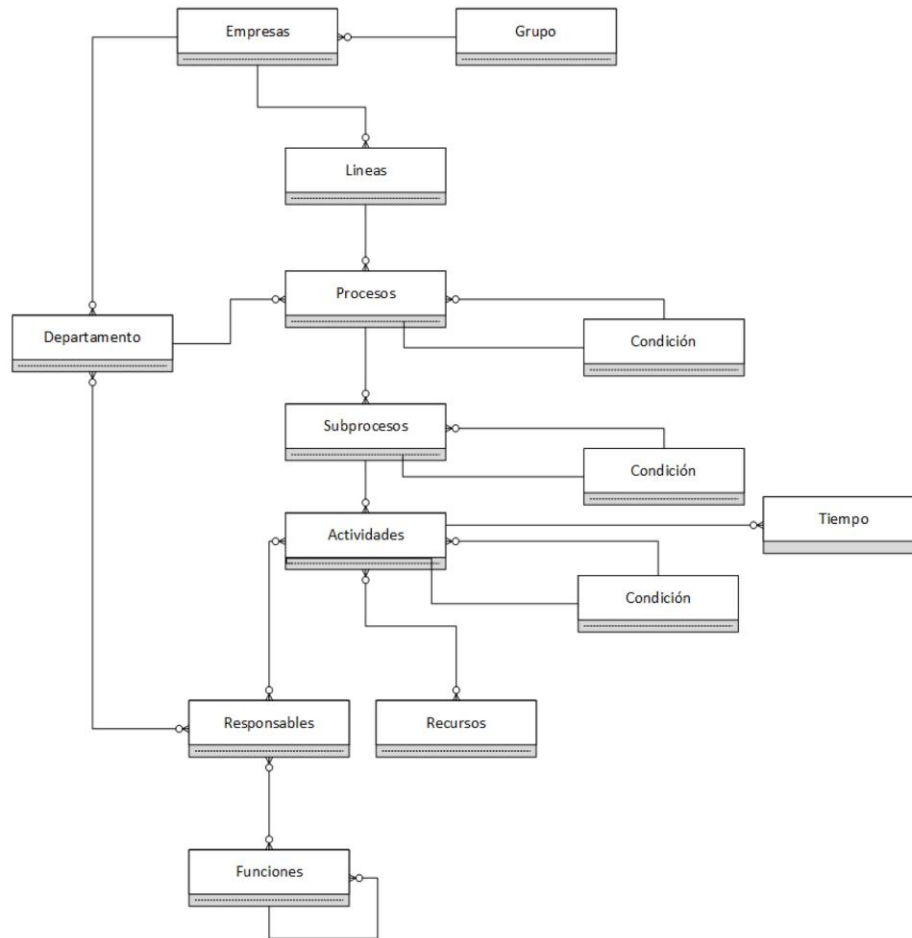 Empresas
Grupo
Lineas
Procesos
Departamento
Condición
Subprocesos
Condición
Tiempo
Actividades
Condición
Responsables
Recursos
Funciones